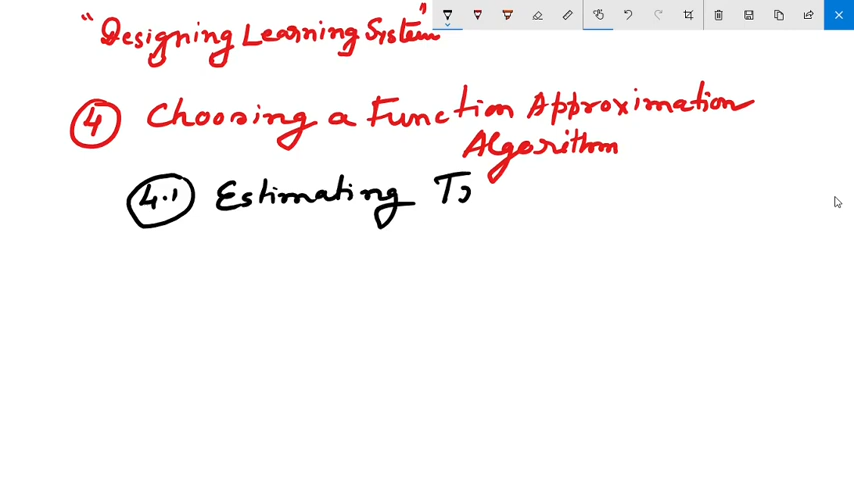 "Designing Learning System"
4 Choosing a Function Approximation
Algorithm
4.1 Estimating